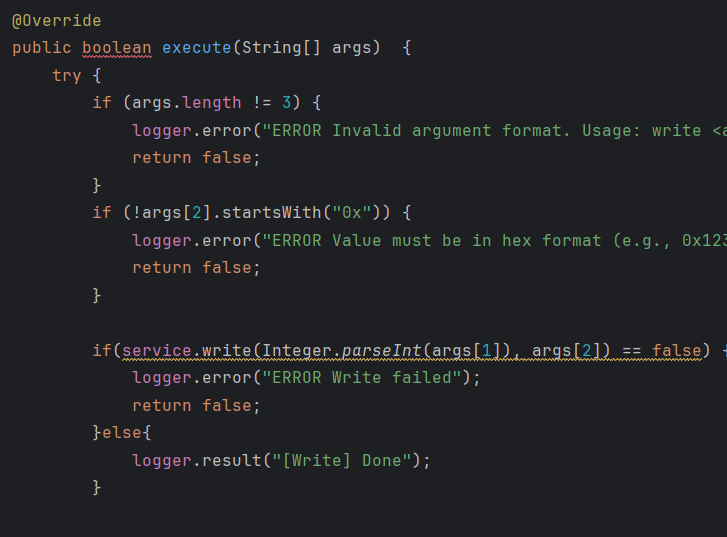 @Override
public boolean execute(String[] args)  {
    try {
        if (args.length != 3) {
            logger.error("ERROR Invalid argument format. Usage: write <a
            return false;
        }
        if (!args[2].startsWith("0x")) {
            logger.error("ERROR Value must be in hex format (e.g., 0x123
            return false;
        }
        if(service.write(Integer.parseInt(args[1]), args[2]) == false) {
            logger.error("ERROR Write failed");
            return false;
        }else{
            logger.result("[Write] Done");
        }